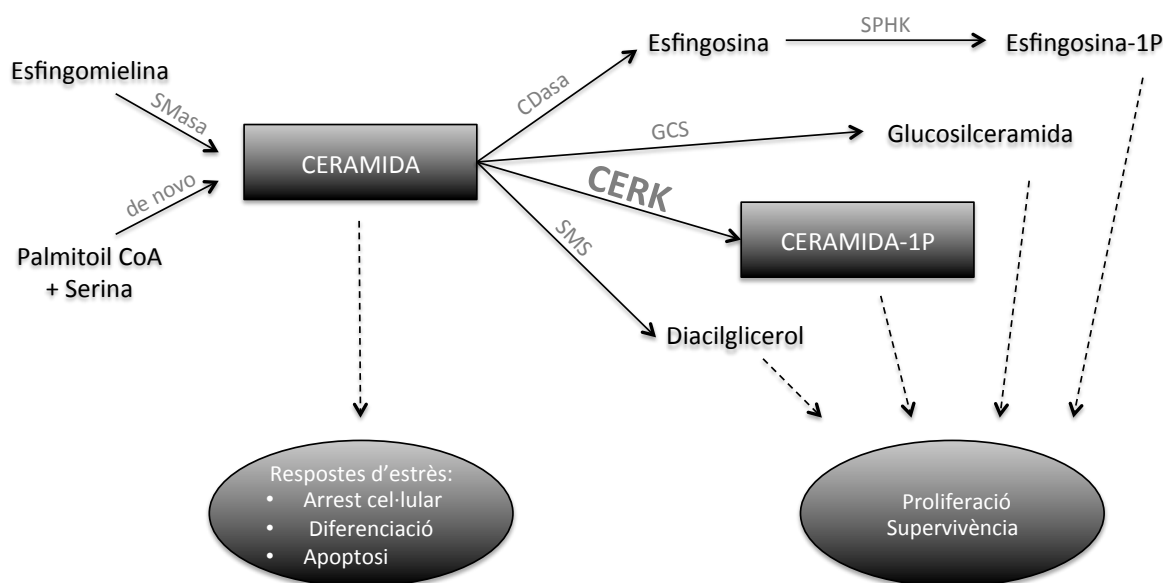 Esfingomielina
SMasa
de novo
Palmitoil CoA
+ Serina
CERAMIDA
CDasa
Esfingosina
SPHK
Esfingosina-1P
GCS
Glucosilceramida
CERK
CERAMIDA-1P
SMS
Diacilglicerol
Respostes d’estrès:
• Arrest cel·lular
• Diferenciació
• Apoptosi
Proliferació
Supervivència